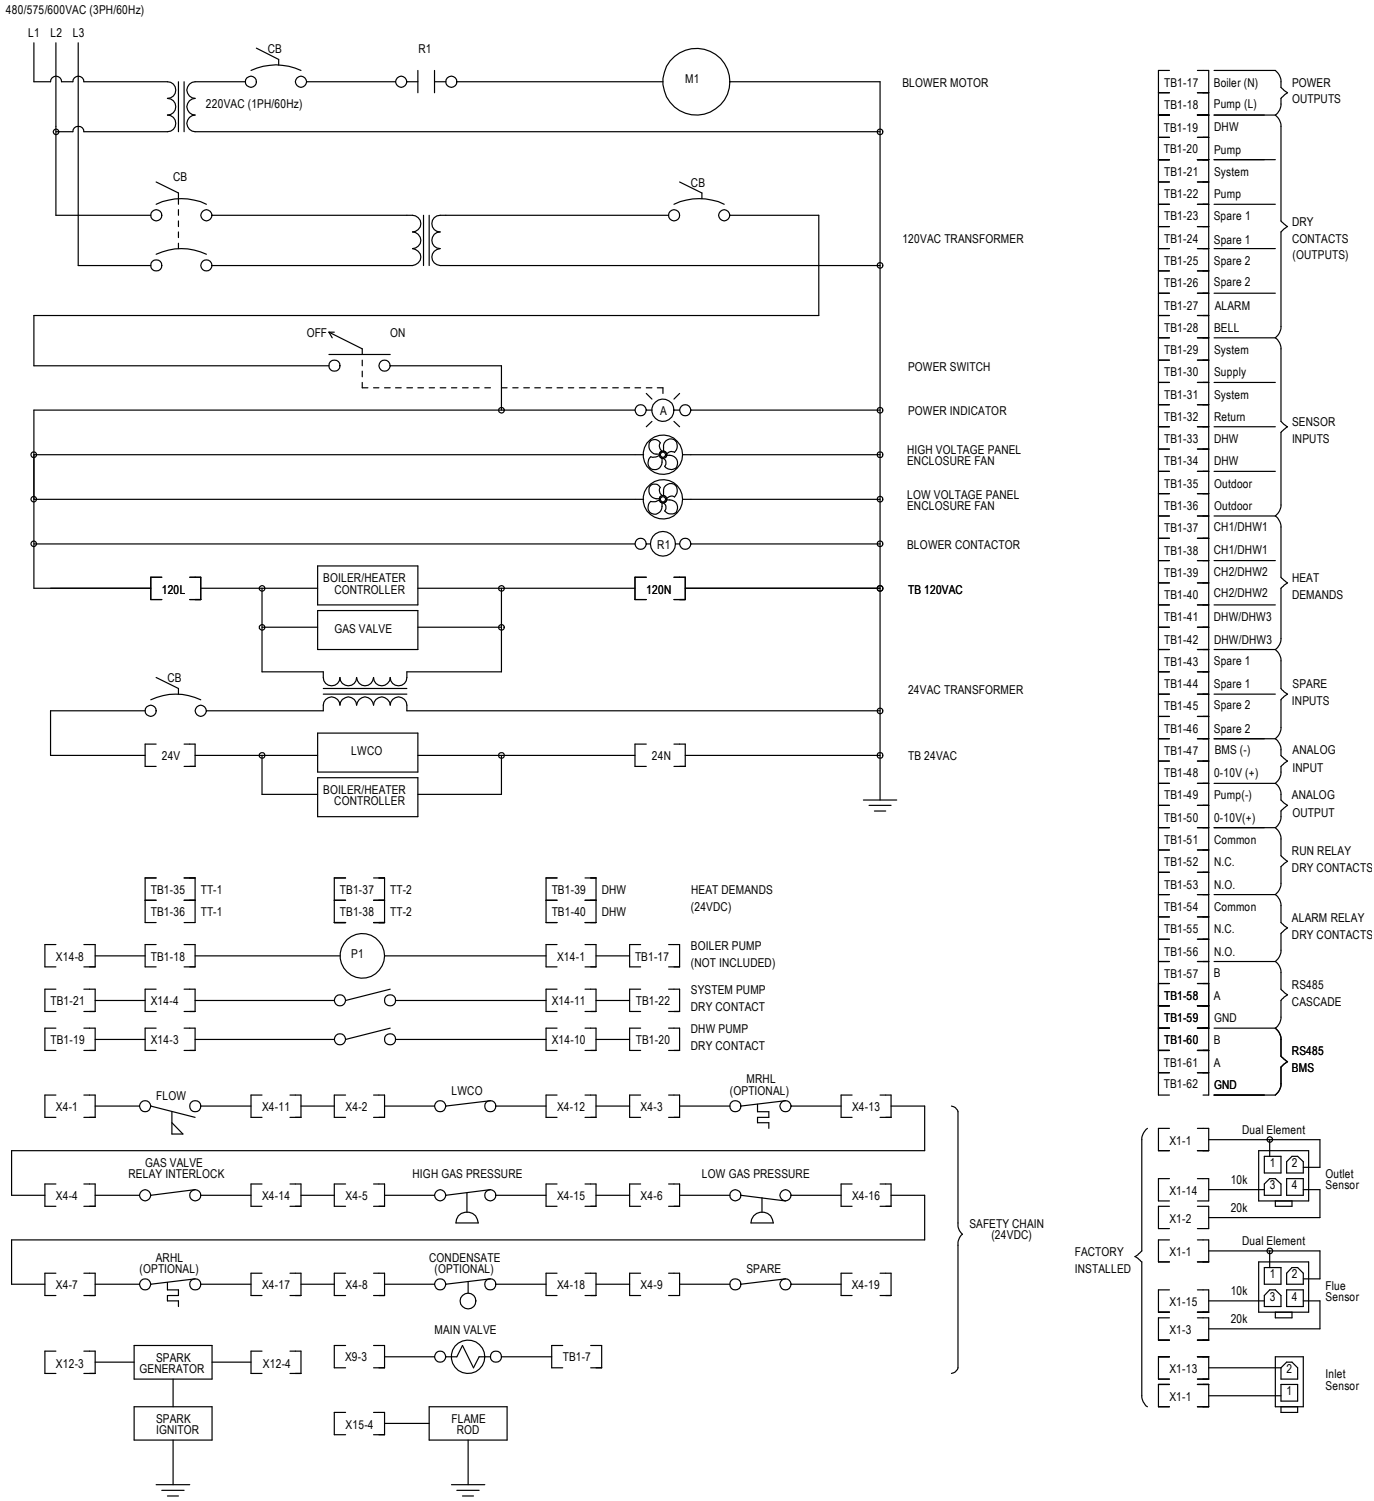 480/575/600VAC (3PH/60Hz)
L1 L2 L3
CB
R1
M1
220VAC (1PH/60Hz)
BLOWER MOTOR
CB
CB
120VAC TRANSFORMER
OFF ON
POWER SWITCH
A
POWER INDICATOR
HIGH VOLTAGE PANEL
ENCLOSURE FAN
LOW VOLTAGE PANEL
ENCLOSURE FAN
R1
BLOWER CONTACTOR
120L
BOILER/HEATER
CONTROLLER
120N
TB 120VAC
GAS VALVE
CB
24VAC TRANSFORMER
24V
LWCO
24N
TB 24VAC
BOILER/HEATER
CONTROLLER
TB1-35 TT-1
TB1-36 TT-1
TB1-37 TT-2
TB1-38 TT-2
TB1-39 DHW
TB1-40 DHW
HEAT DEMANDS
(24VDC)
X14-8 TB1-18 P1 X14-1 TB1-17
BOILER PUMP
(NOT INCLUDED)
TB1-21 X14-4 X14-11 TB1-22
SYSTEM PUMP
DRY CONTACT
TB1-19 X14-3 X14-10 TB1-20
DHW PUMP
DRY CONTACT
X4-1 FLOW X4-11 X4-2 LWCO X4-12 X4-3
MRHL
(OPTIONAL)
X4-13
X4-4
GAS VALVE
RELAY INTERLOCK
X4-14 X4-5 HIGH GAS PRESSURE X4-15 X4-6 LOW GAS PRESSURE X4-16
SAFETY CHAIN
(24VDC)
X4-7
ARHL
(OPTIONAL)
X4-17 X4-8
CONDENSATE
(OPTIONAL)
X4-18 X4-9 SPARE X4-19
X12-3
SPARK
GENERATOR
X12-4
X9-3 MAIN VALVE TB1-7
SPARK
IGNITOR
X15-4
FLAME
ROD
TB1-17 Boiler (N)
TB1-18 Pump (L)
POWER
OUTPUTS
TB1-19 DHW
TB1-20 Pump
TB1-21 System
TB1-22 Pump
TB1-23 Spare 1
TB1-24 Spare 1
TB1-25 Spare 2
TB1-26 Spare 2
TB1-27 ALARM
TB1-28 BELL
DRY
CONTACTS
(OUTPUTS)
TB1-29 System
TB1-30 Supply
TB1-31 System
TB1-32 Return
TB1-33 DHW
TB1-34 DHW
TB1-35 Outdoor
TB1-36 Outdoor
SENSOR
INPUTS
TB1-37 CH1/DHW1
TB1-38 CH1/DHW1
TB1-39 CH2/DHW2
TB1-40 CH2/DHW2
TB1-41 DHW/DHW3
TB1-42 DHW/DHW3
HEAT
DEMANDS
TB1-43 Spare 1
TB1-44 Spare 1
TB1-45 Spare 2
TB1-46 Spare 2
SPARE
INPUTS
TB1-47 BMS (-)
TB1-48 0-10V (+)
ANALOG
INPUT
TB1-49 Pump(-)
TB1-50 0-10V(+)
ANALOG
OUTPUT
TB1-51 Common
TB1-52 N.C.
TB1-53 N.O.
RUN RELAY
DRY CONTACTS
TB1-54 Common
TB1-55 N.C.
TB1-56 N.O.
ALARM RELAY
DRY CONTACTS
TB1-57 B
TB1-58 A
TB1-59 GND
RS485
CASCADE
TB1-60 B
TB1-61 A
TB1-62 GND
RS485
BMS
FACTORY
INSTALLED
X1-1 Dual Element
1 2
X1-14 10k 3 4
X1-2 20k
Outlet
Sensor
X1-1 Dual Element
1 2
X1-15 10k 3 4
X1-3 20k
Flue
Sensor
X1-13 2
X1-1 1
Inlet
Sensor